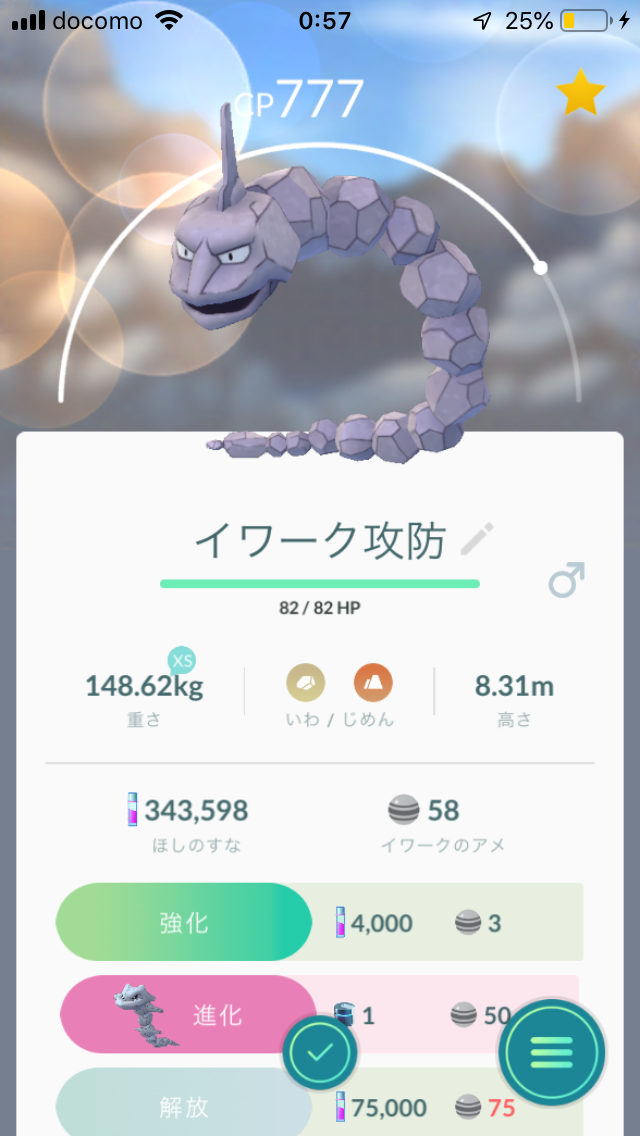 docomo 0:57 25%
CP777
イワーク攻防
82 / 82 HP
XS
148.62kg 8.31m
重さ いわ / じめん 高さ
343,598 58
ほしのすな イワークのアメ
強化 4,000 3
進化 1 50
解放 75,000 75